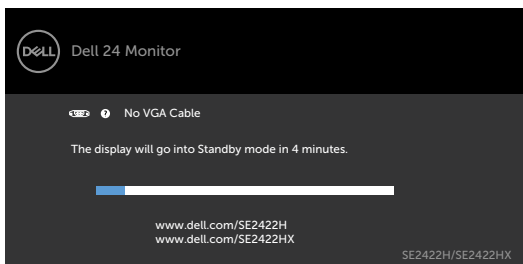 DELL
Dell 24 Monitor
No VGA Cable
The display will go into Standby mode in 4 minutes.
www.dell.com/SE2422H
www.dell.com/SE2422HX
SE2422H/SE2422HX